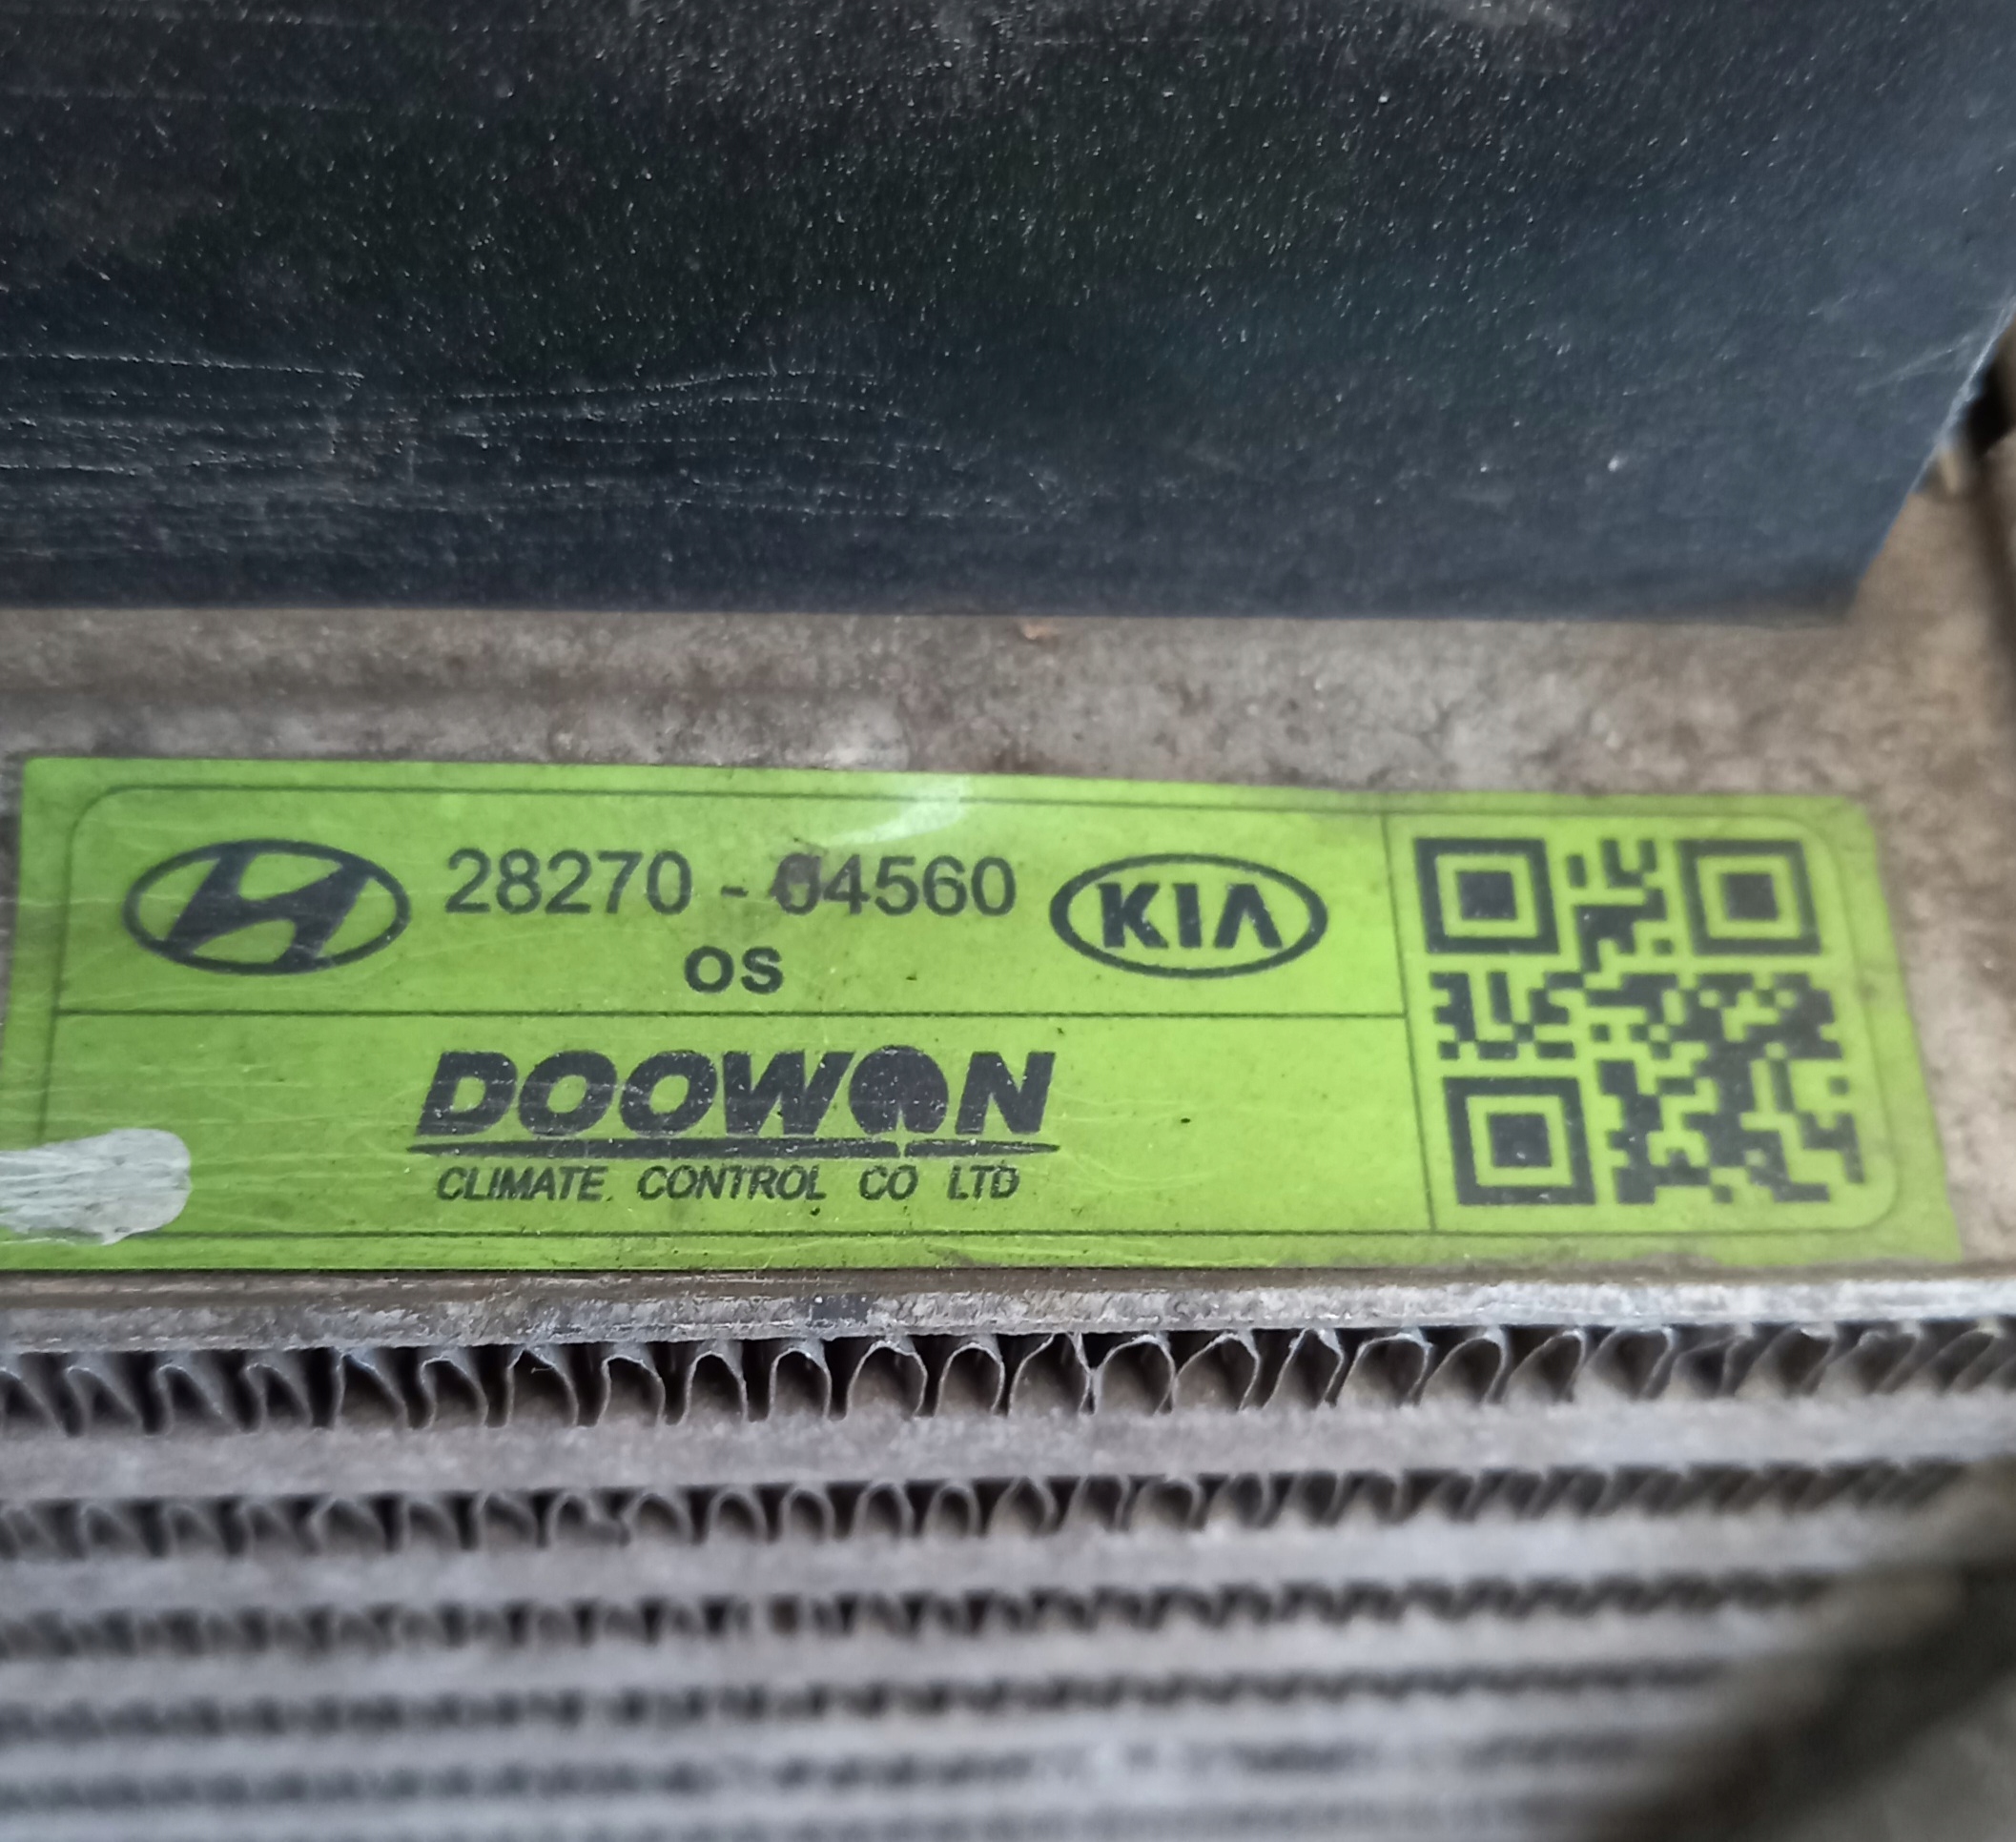 28270 - 04560
KIA
OS
DOOWON
CLIMATE CONTROL CO LTD